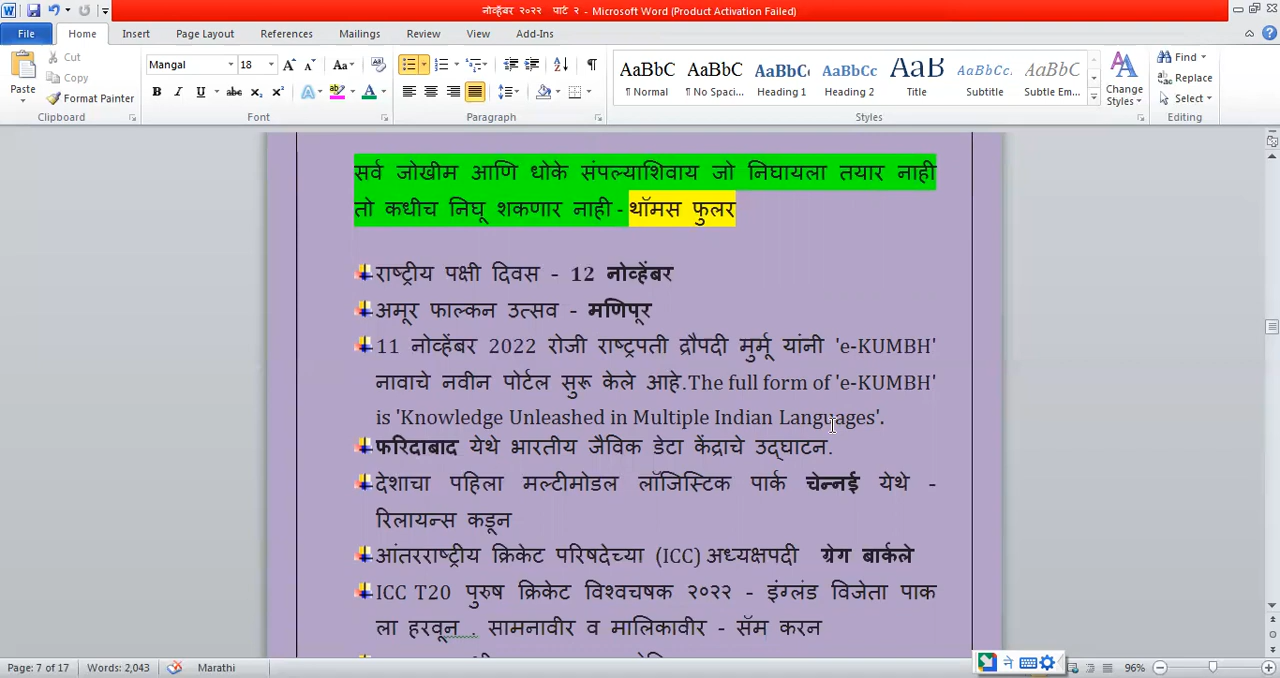 नोव्हेंबर २०२२ पार्ट २ - Microsoft Word (Product Activation Failed)
File Home Insert Page Layout References Mailings Review View Add-Ins
Cut
Copy
Format Painter
Paste
Clipboard
Mangal 18
Font
Paragraph
AaBbC AaBbC AaBbC AaBbCc AaB AaBbCc. AaBbC
¶ Normal ¶ No Spaci... Heading 1 Heading 2 Title Subtitle Subtle Em...
Styles
Change Styles
Find
Replace
Select
Editing
सर्व जोखीम आणि धोके संपल्याशिवाय जो निघायला तयार नाही
तो कधीच निघू शकणार नाही - थॉमस फुलर
राष्ट्रीय पक्षी दिवस - 12 नोव्हेंबर
अमूर फाल्कन उत्सव - मणिपूर
11 नोव्हेंबर 2022 रोजी राष्ट्रपती द्रौपदी मुर्मू यांनी 'e-KUMBH'
नावाचे नवीन पोर्टल सुरू केले आहे.The full form of 'e-KUMBH'
is 'Knowledge Unleashed in Multiple Indian Languages'.
फरिदाबाद येथे भारतीय जैविक डेटा केंद्राचे उद्घाटन.
देशाचा पहिला मल्टीमोडल लॉजिस्टिक पार्क चेन्नई येथे -
रिलायन्स कडून
आंतरराष्ट्रीय क्रिकेट परिषदेच्या (ICC) अध्यक्षपदी ग्रेग बार्कले
ICC T20 पुरुष क्रिकेट विश्वचषक २०२२ - इंग्लंड विजेता पाक
ला हरवून . सामनावीर व मालिकावीर - सॅम करन
Page: 7 of 17 Words: 2,043 Marathi ने 96%